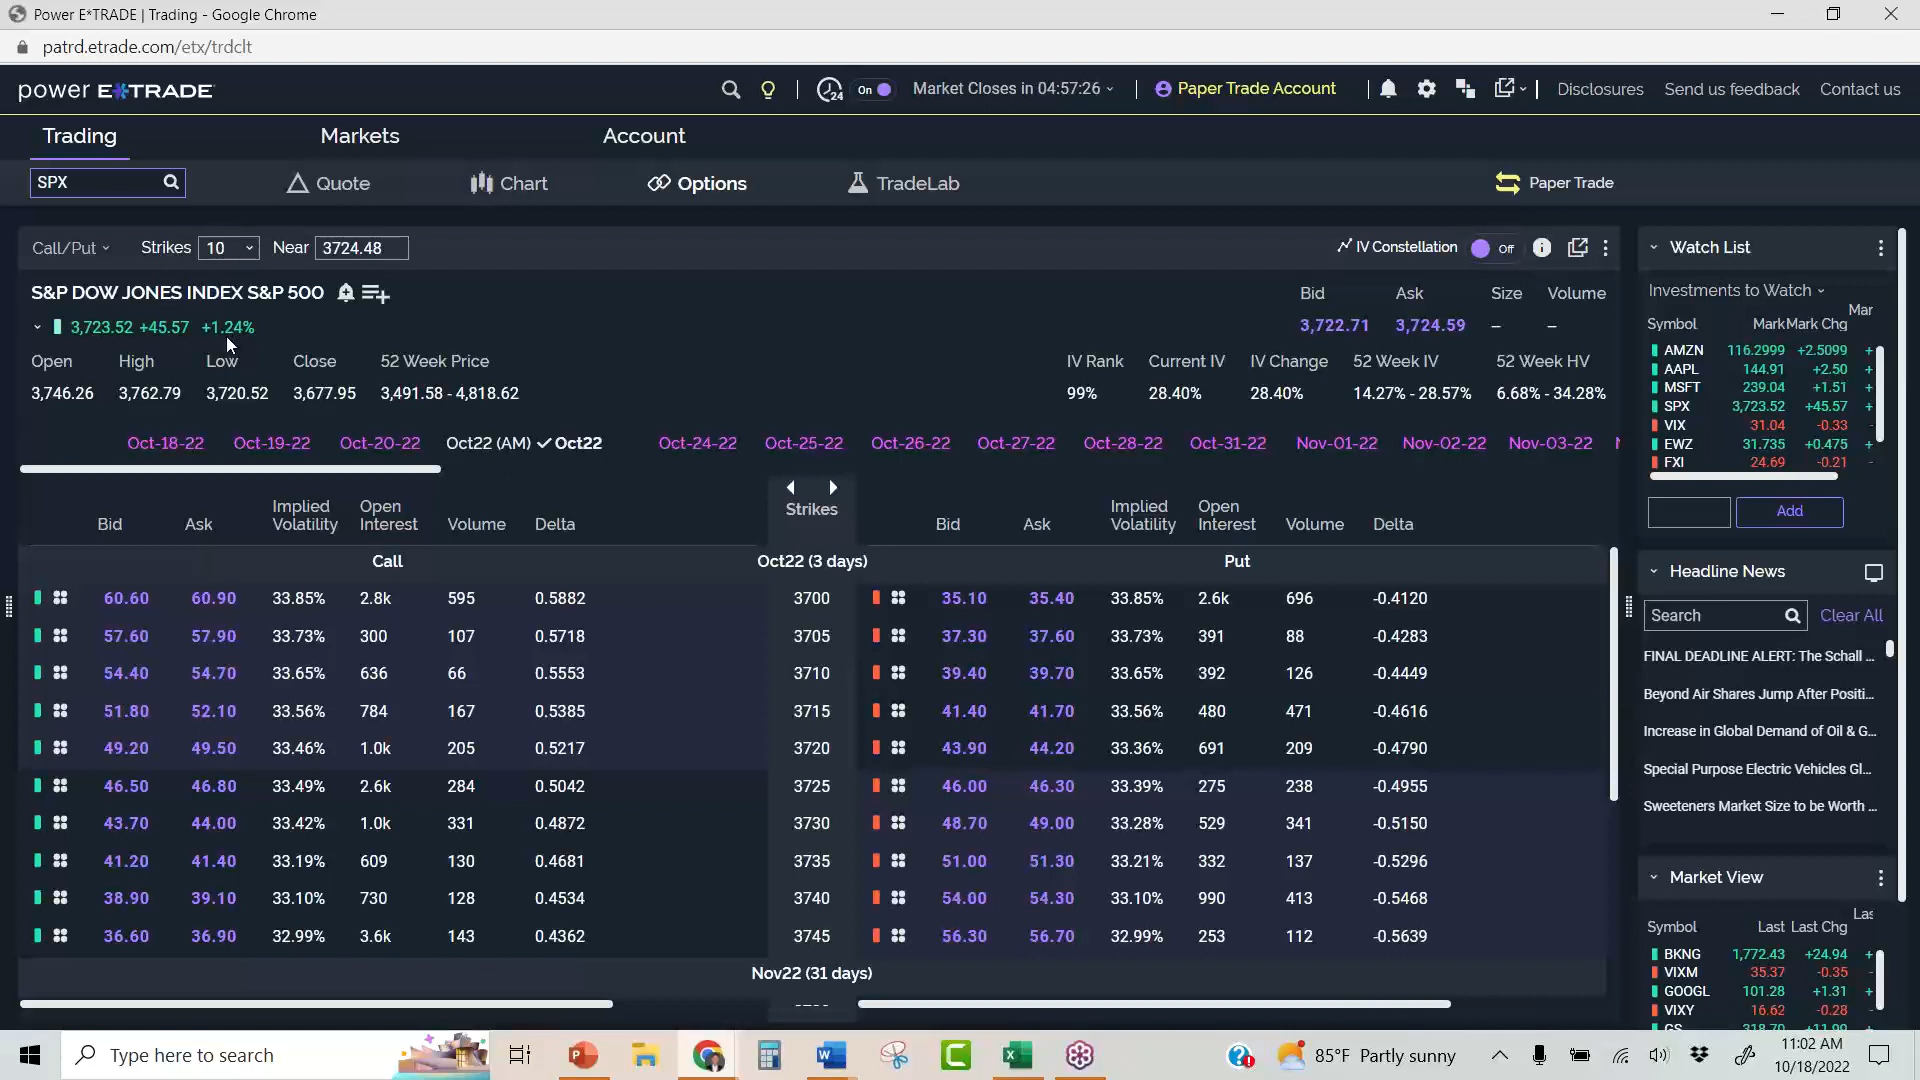 Power E*TRADE | Trading - Google Chrome
patrd.etrade.com/etx/trdclt
power E*TRADE
24 On Market Closes in 04:57:26 Paper Trade Account Disclosures Send us feedback Contact us
Trading Markets Account
SPX Quote Chart Options TradeLab Paper Trade
Call/Put Strikes 10 Near 3724.48 IV Constellation Off
S&P DOW JONES INDEX S&P 500 Bid Ask Size Volume
3,723.52 +45.57 +1.24% 3,722.71 3,724.59 – –
Open High Low Close 52 Week Price IV Rank Current IV IV Change 52 Week IV 52 Week HV
3,746.26 3,762.79 3,720.52 3,677.95 3,491.58 - 4,818.62 99% 28.40% 28.40% 14.27% - 28.57% 6.68% - 34.28%
Oct-18-22 Oct-19-22 Oct-20-22 Oct22 (AM) Oct22 Oct-24-22 Oct-25-22 Oct-26-22 Oct-27-22 Oct-28-22 Oct-31-22 Nov-01-22 Nov-02-22 Nov-03-22
Bid Ask Implied Volatility Open Interest Volume Delta Strikes Bid Ask Implied Volatility Open Interest Volume Delta
Call Oct22 (3 days) Put
60.60 60.90 33.85% 2.8k 595 0.5882 3700 35.10 35.40 33.85% 2.6k 696 -0.4120
57.60 57.90 33.73% 300 107 0.5718 3705 37.30 37.60 33.73% 391 88 -0.4283
54.40 54.70 33.65% 636 66 0.5553 3710 39.40 39.70 33.65% 392 126 -0.4449
51.80 52.10 33.56% 784 167 0.5385 3715 41.40 41.70 33.56% 480 471 -0.4616
49.20 49.50 33.46% 1.0k 205 0.5217 3720 43.90 44.20 33.36% 691 209 -0.4790
46.50 46.80 33.49% 2.6k 284 0.5042 3725 46.00 46.30 33.39% 275 238 -0.4955
43.70 44.00 33.42% 1.0k 331 0.4872 3730 48.70 49.00 33.28% 529 341 -0.5150
41.20 41.40 33.19% 609 130 0.4681 3735 51.00 51.30 33.21% 332 137 -0.5296
38.90 39.10 33.10% 730 128 0.4534 3740 54.00 54.30 33.10% 990 413 -0.5468
36.60 36.90 32.99% 3.6k 143 0.4362 3745 56.30 56.70 32.99% 253 112 -0.5639
Nov22 (31 days)
Watch List
Investments to Watch
Symbol Mark Mark Chg Mar
AMZN 116.2999 +2.5099 +
AAPL 144.91 +2.50 +
MSFT 239.04 +1.51 +
SPX 3,723.52 +45.57 +
VIX 31.04 -0.33 -
EWZ 31.735 +0.475 +
FXI 24.69 -0.21 -
Add
Headline News
Search Clear All
FINAL DEADLINE ALERT: The Schall ...
Beyond Air Shares Jump After Positi...
Increase in Global Demand of Oil & G...
Special Purpose Electric Vehicles Gl...
Sweeteners Market Size to be Worth ...
Market View
Symbol Last Last Chg Las
BKNG 1,772.43 +24.94 +
VIXM 35.37 -0.35 -
GOOGL 101.28 +1.31 +
VIXY 16.62 -0.28 -
GS 318.70 +11.99
Type here to search
85°F Partly sunny
11:02 AM
10/18/2022